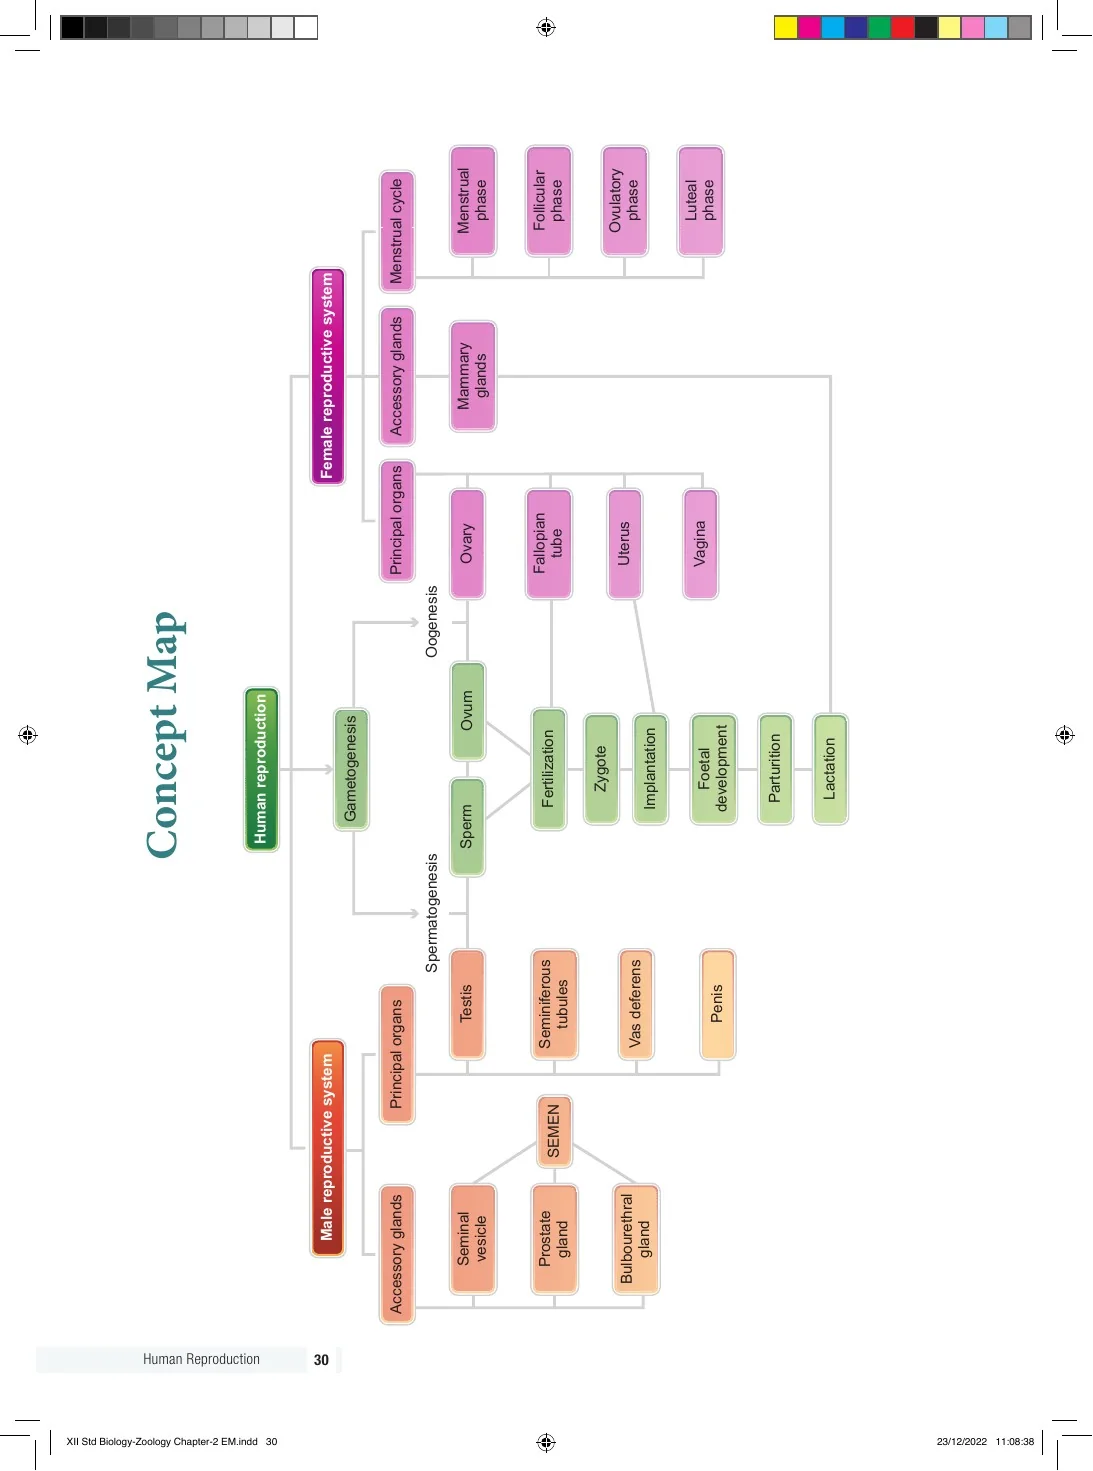 Concept Map
Human reproduction
Male reproductive system
Gametogenesis
Female reproductive system
Accessory glands
Principal organs
Spermatogenesis
Oogenesis
Principal organs
Accessory glands
Menstrual cycle
Seminal
vesicle
Testis
Sperm
Ovum
Ovary
Mammary
glands
Menstrual
phase
Prostate
gland
SEMEN
Seminiferous
tubules
Fertilization
Fallopian
tube
Follicular
phase
Bulbourethral
gland
Vas deferens
Zygote
Implantation
Uterus
Ovulatory
phase
Penis
Foetal
development
Vagina
Luteal
phase
Parturition
Lactation
Human Reproduction
30
XII Std Biology-Zoology Chapter-2 EM.indd 30
23/12/2022 11:08:38